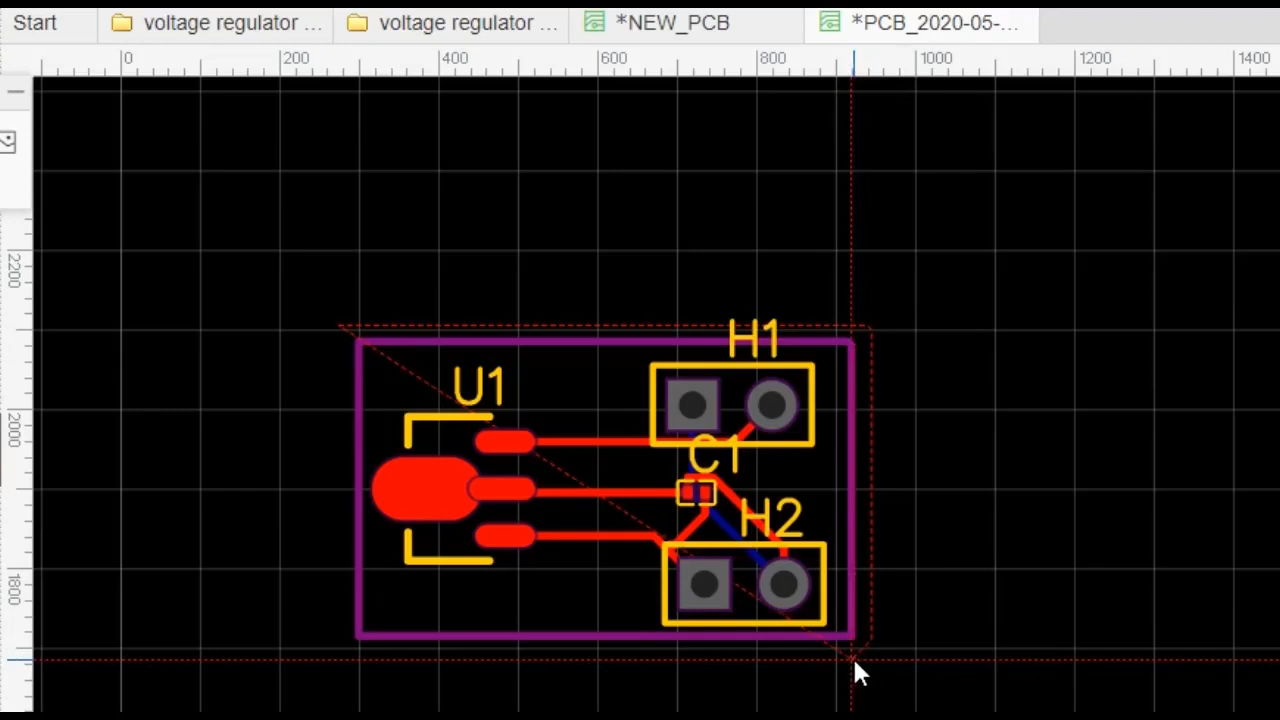 Start voltage regulator ... voltage regulator ... *NEW_PCB *PCB_2020-05-...
0 200 400 600 800 1000 1200 1400
2200
2000
1800
H1
U1
C1
H2